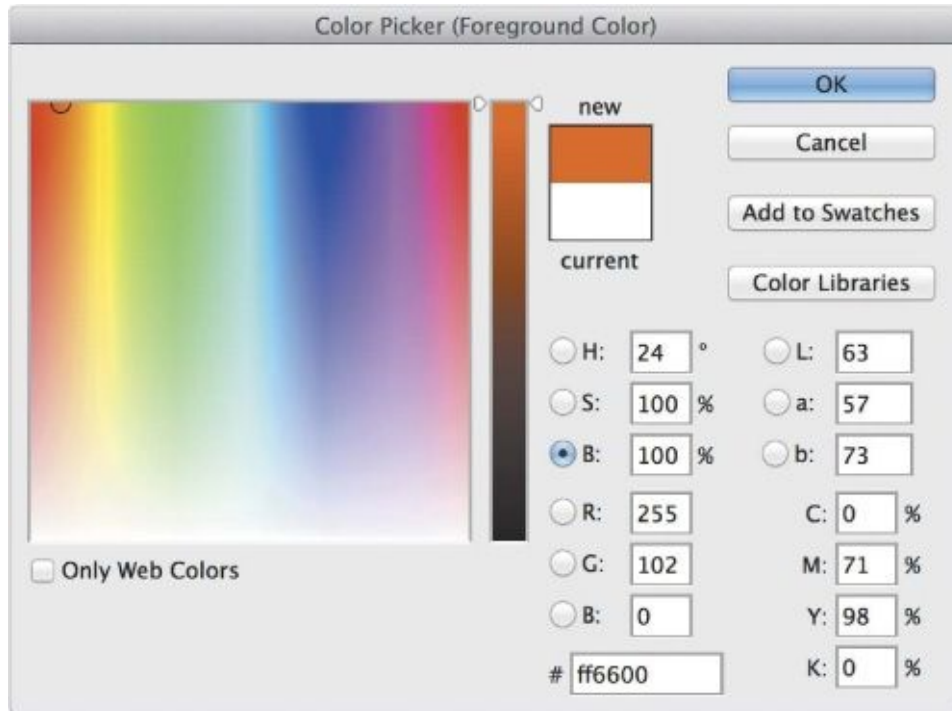 Color Picker (Foreground Color)
new
current
OK
Cancel
Add to Swatches
Color Libraries
H: 24 °
S: 100 %
B: 100 %
R: 255
G: 102
B: 0
# ff6600
L: 63
a: 57
b: 73
C: 0 %
M: 71 %
Y: 98 %
K: 0 %
Only Web Colors